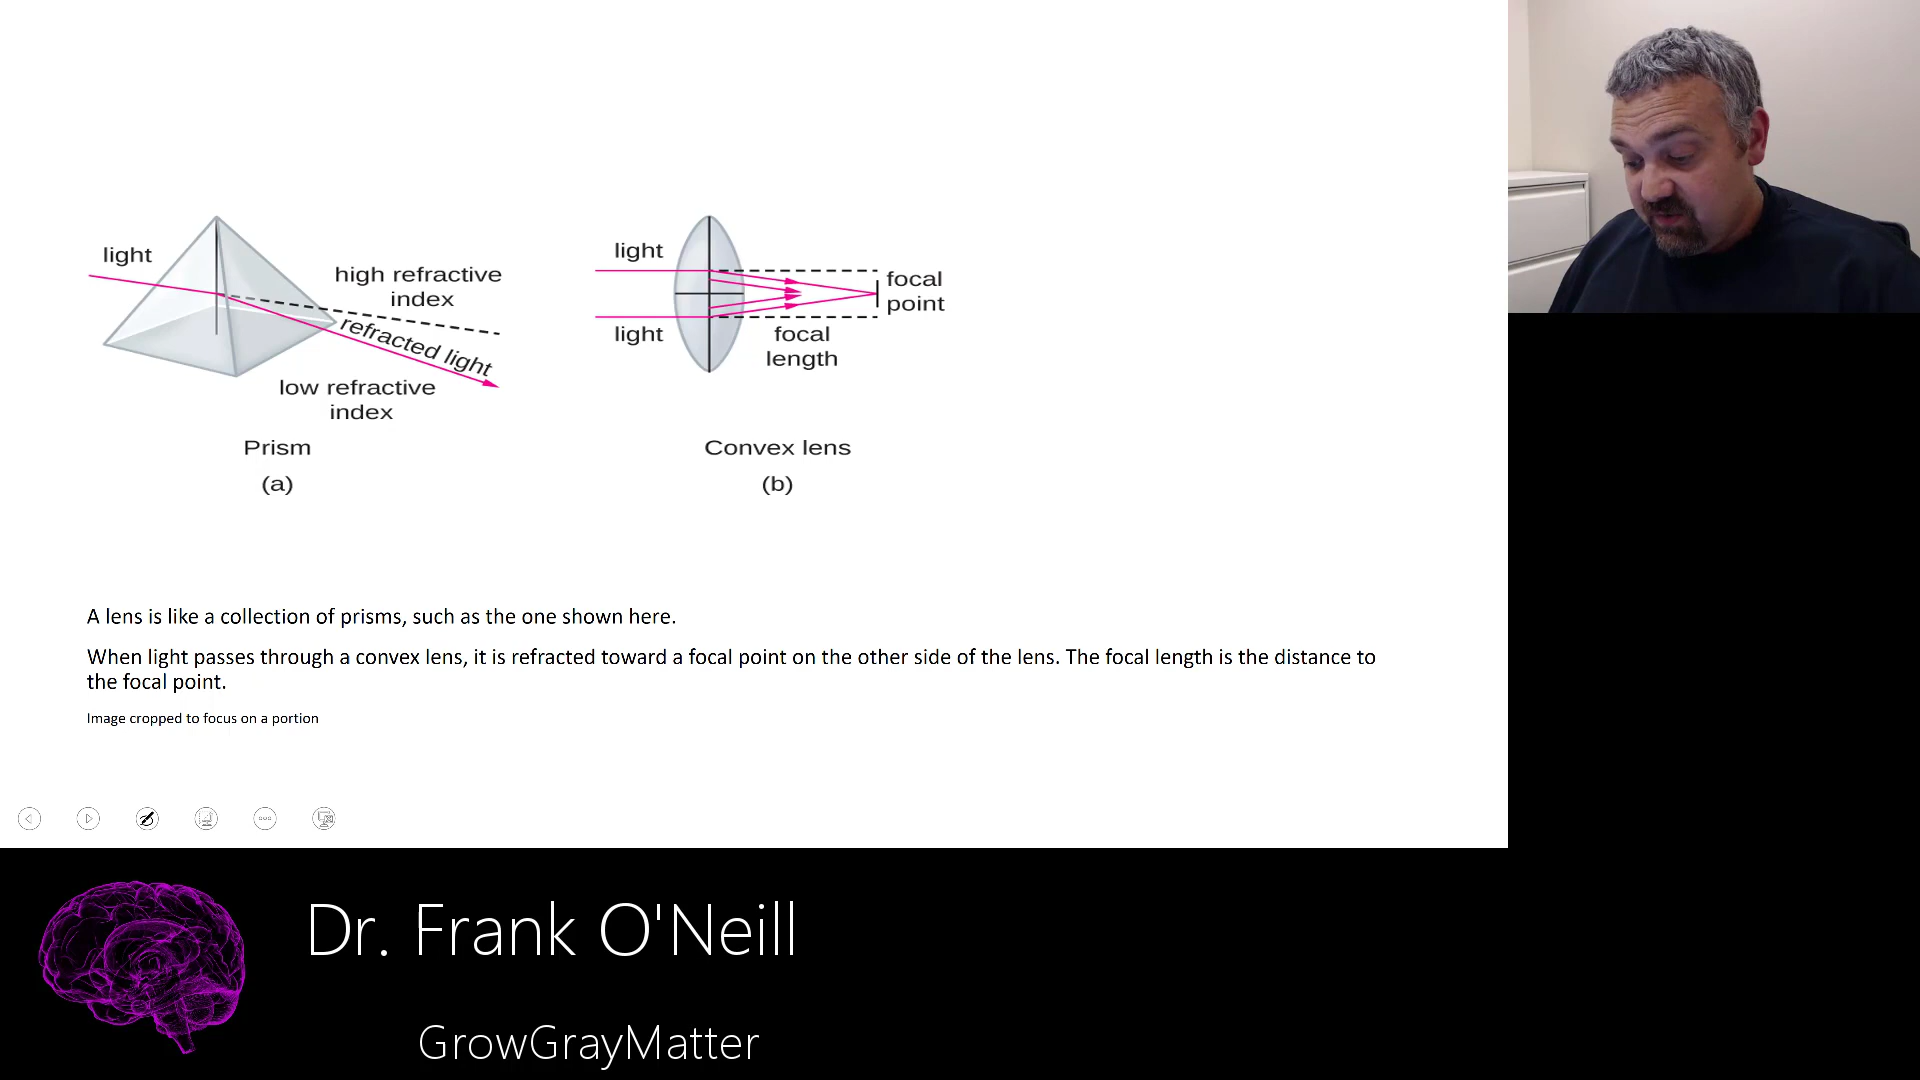 light
high refractive
index
refracted light
low refractive
index
Prism
(a)
light
light
focal
point
focal
length
Convex lens
(b)
A lens is like a collection of prisms, such as the one shown here.
When light passes through a convex lens, it is refracted toward a focal point on the other side of the lens. The focal length is the distance to
the focal point.
Image cropped to focus on a portion
Dr. Frank O'Neill
GrowGrayMatter